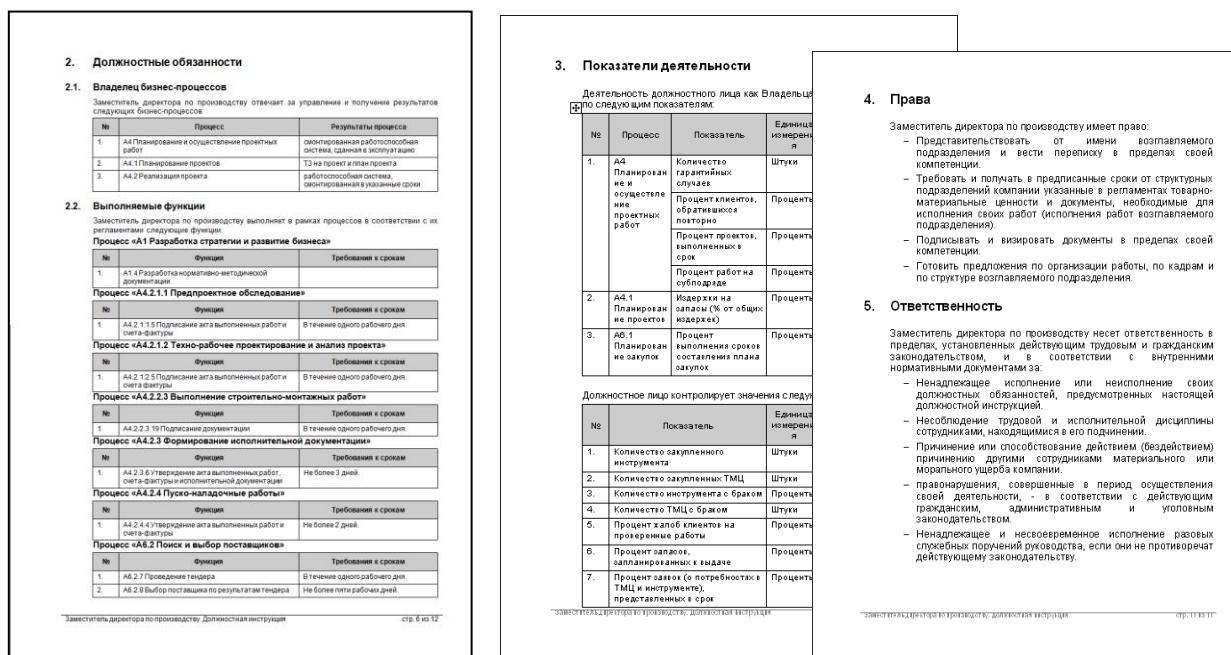 2. Должностные обязанности
2.1. Владелец бизнес-процессов
Заместитель директора по производству отвечает за управление и получение результатов
следующих бизнес-процессов:
№ Процесс Результаты процесса
1. А4 Планирование и осуществление проектных работ смонтированная работоспособная система, сданная в эксплуатацию
2. А4.1 Планирование проектов ТЗ на проект и план проекта
3. А4.2 Реализация проекта работоспособная система, смонтированная в указанные сроки
2.2. Выполняемые функции
Заместитель директора по производству выполняет в рамках процессов в соответствии с их
регламентами следующие функции.
Процесс «А1 Разработка стратегии и развитие бизнеса»
№ Функция Требования к срокам
1. А1.4 Разработка нормативно-методической документации
Процесс «А4.2.1.1 Предпроектное обследование»
№ Функция Требования к срокам
1. А4.2.1.1.5 Подписание акта выполненных работ и счета-фактуры В течение одного рабочего дня.
Процесс «А4.2.1.2 Техно-рабочее проектирование и анализ проекта»
№ Функция Требования к срокам
1. А4.2.1.2.5 Подписание акта выполненных работ и счета фактуры В течение одного рабочего дня.
Процесс «А4.2.2.3 Выполнение строительно-монтажных работ»
№ Функция Требования к срокам
1. А4.2.2.3.19 Подписание документации В течение одного рабочего дня.
Процесс «А4.2.3 Формирование исполнительной документации»
№ Функция Требования к срокам
1. А4.2.3.6 Утверждение акта выполненных работ, счета-фактуры и исполнительной документации Не более 3 дней.
Процесс «А4.2.4 Пуско-наладочные работы»
№ Функция Требования к срокам
1. А4.2.4.4 Утверждение акта выполненных работ и счета-фактуры Не более 2 дней.
Процесс «А6.2 Поиск и выбор поставщиков»
№ Функция Требования к срокам
1. А6.2.7 Проведение тендера В течение одного рабочего дня.
2. А6.2.8 Выбор поставщика по результатам тендера Не более пяти рабочих дней.
Заместитель директора по производству. Должностная инструкция стр. 6 из 12
3. Показатели деятельности
Деятельность должностного лица как Владельца
по следующим показателям:
№ Процесс Показатель Единица измерения
1. А4 Планирование и осуществление проектных работ Количество гарантийных случаев Штуки
Процент клиентов, обратившихся повторно Проценты
Процент проектов, выполненных в срок Проценты
Процент работ на субподряде Проценты
2. А4.1 Планирование проектов Издержки на запасы (% от общих издержек) Проценты
3. А6.1 Планирование закупок Процент выполнения сроков составления плана закупок Проценты
Должностное лицо контролирует значения следую
№ Показатель Единица измерения
1. Количество закупленного инструмента Штуки
2. Количество закупленных ТМЦ Штуки
3. Количество инструмента с браком Проценты
4. Количество ТМЦ с браком Штуки
5. Процент жалоб клиентов на проверенные работы Проценты
6. Процент запасов, запланированных к выдаче Проценты
7. Процент заявок (о потребностях в ТМЦ и инструменте), представленных в срок Проценты
Заместитель директора по производству. Должностная инструкция
4. Права
Заместитель директора по производству имеет право:
– Представительствовать от имени возглавляемого
подразделения и вести переписку в пределах своей
компетенции.
– Требовать и получать в предписанные сроки от структурных
подразделений компании указанные в регламентах товарно-
материальные ценности и документы, необходимые для
исполнения своих работ (исполнения работ возглавляемого
подразделения).
– Подписывать и визировать документы в пределах своей
компетенции.
– Готовить предложения по организации работы, по кадрам и
по структуре возглавляемого подразделения.
5. Ответственность
Заместитель директора по производству несет ответственность в
пределах, установленных действующим трудовым и гражданским
законодательством, и в соответствии с внутренними
нормативными документами за:
– Ненадлежащее исполнение или неисполнение своих
должностных обязанностей, предусмотренных настоящей
должностной инструкцией.
– Несоблюдение трудовой и исполнительной дисциплины
сотрудниками, находящимися в его подчинении.
– Причинение или способствование действием (бездействием)
причинению другими сотрудниками материального или
морального ущерба компании.
– правонарушения, совершенные в период осуществления
своей деятельности, - в соответствии с действующим
гражданским, административным и уголовным
законодательством.
– Ненадлежащее и несвоевременное исполнение разовых
служебных поручений руководства, если они не противоречат
действующему законодательству.
Заместитель директора по производству. Должностная инструкция стр. 11 из 11